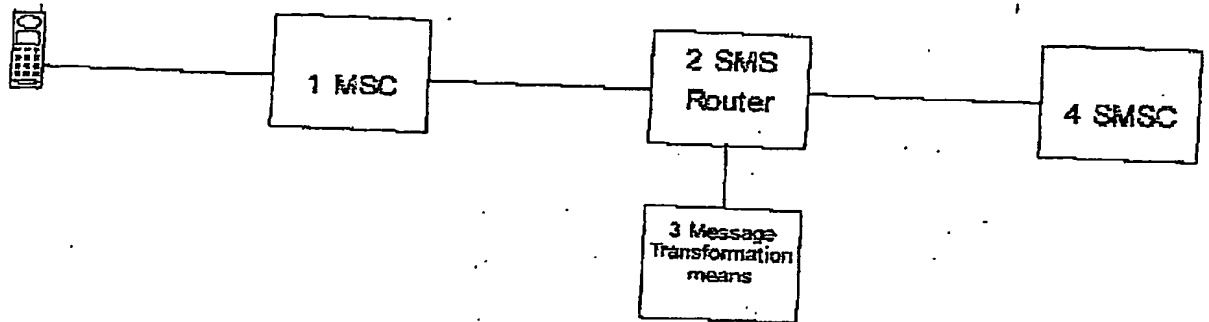 1 MSC
2 SMS
Router
4 SMSC
3 Message
Transformation
means